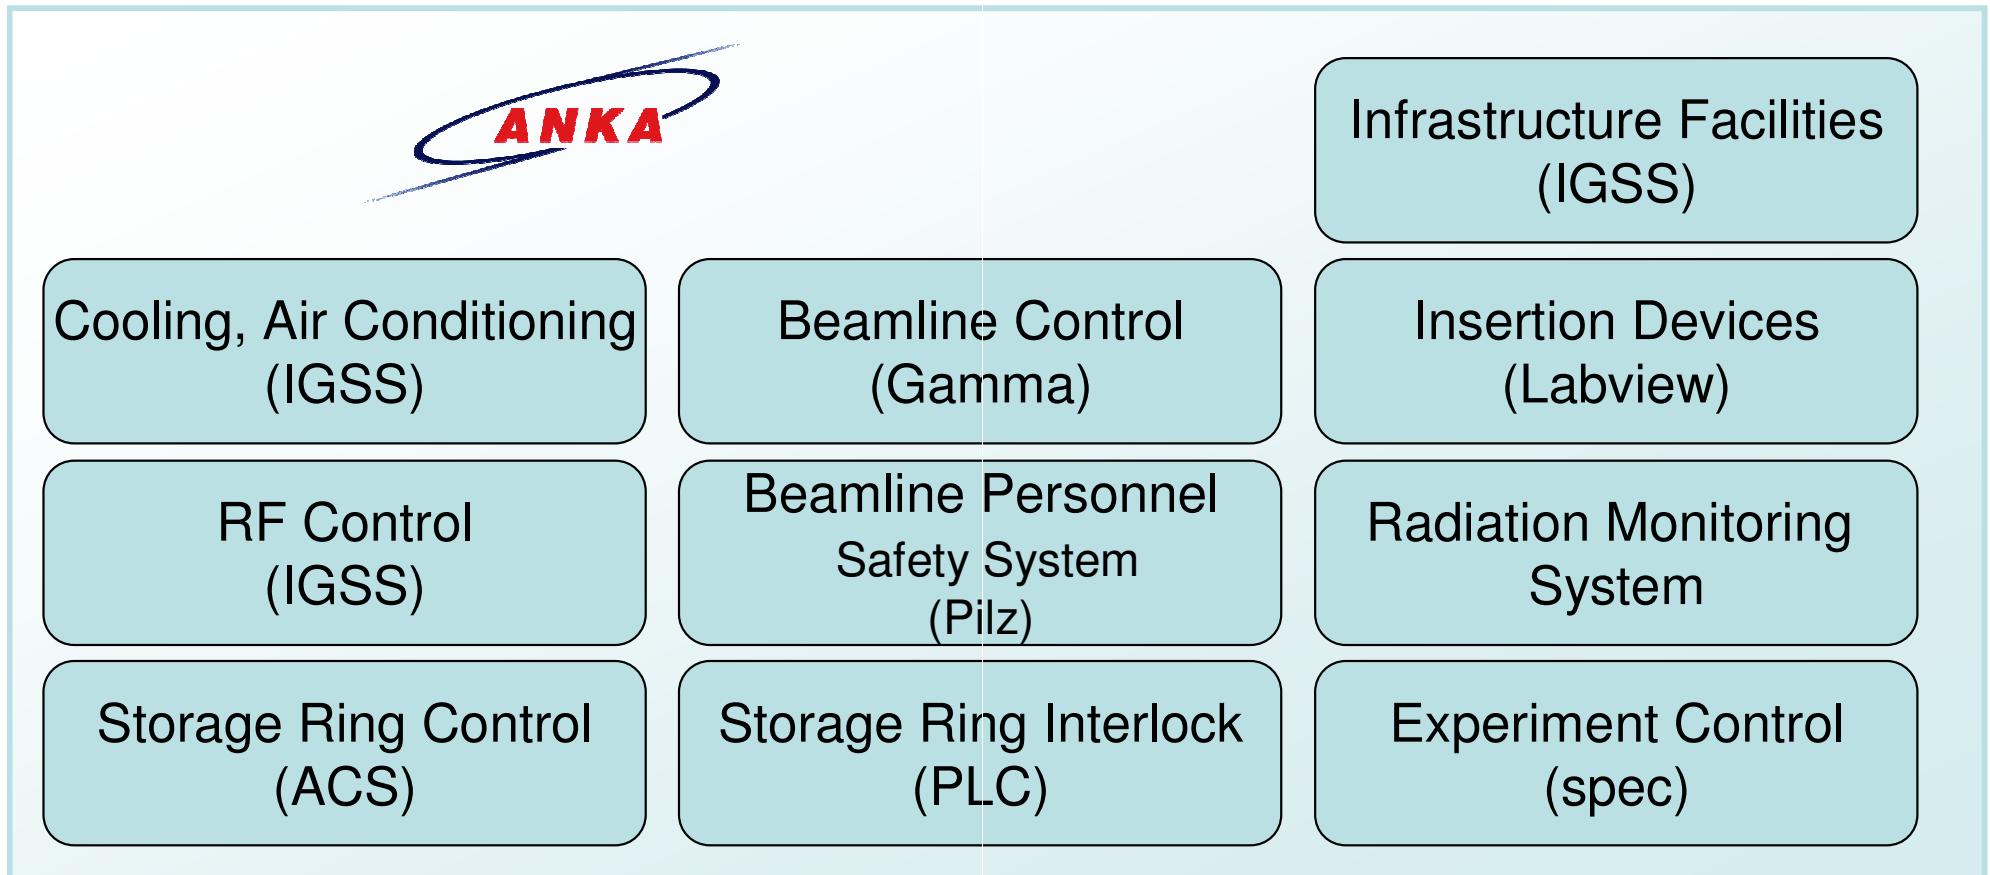 ANKA
Infrastructure Facilities
(IGSS)
Cooling, Air Conditioning
(IGSS)
Beamline Control
(Gamma)
Insertion Devices
(Labview)
RF Control
(IGSS)
Beamline Personnel
Safety System
(Pilz)
Radiation Monitoring
System
Storage Ring Control
(ACS)
Storage Ring Interlock
(PLC)
Experiment Control
(spec)